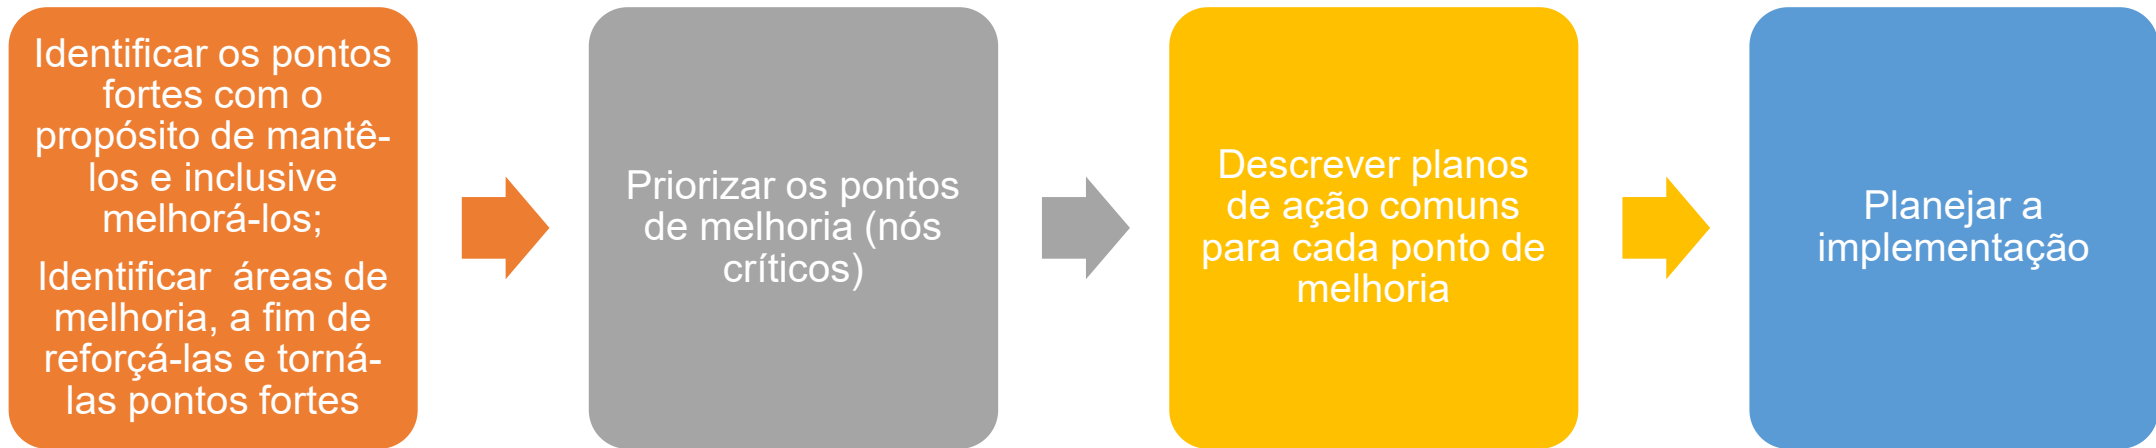 Identificar os pontos
fortes com o
propósito de mantê-
los e inclusive
melhorá-los;
Identificar  áreas de
melhoria, a fim de
reforçá-las e torná-
las pontos fortes
Priorizar os pontos
de melhoria (nós
críticos)
Descrever planos
de ação comuns
para cada ponto de
melhoria
Planejar a
implementação